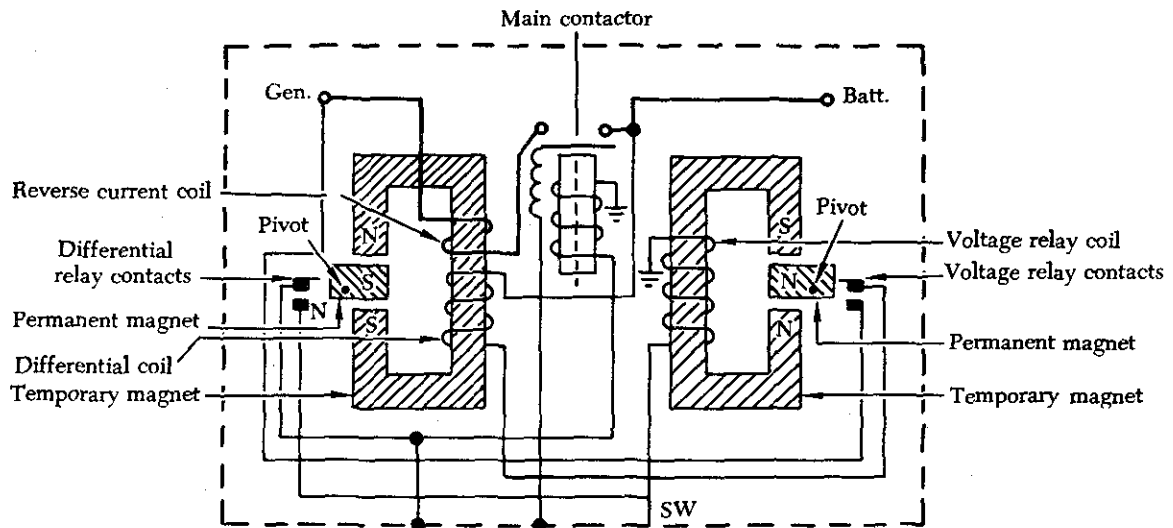 Main contactor
Gen.
Batt.
Reverse current coil
Pivot
Differential
relay contacts
Permanent magnet
Differential coil
Temporary magnet
N
S
N
S
Pivot
Voltage relay coil
Voltage relay contacts
Permanent magnet
Temporary magnet
S
N
N
SW